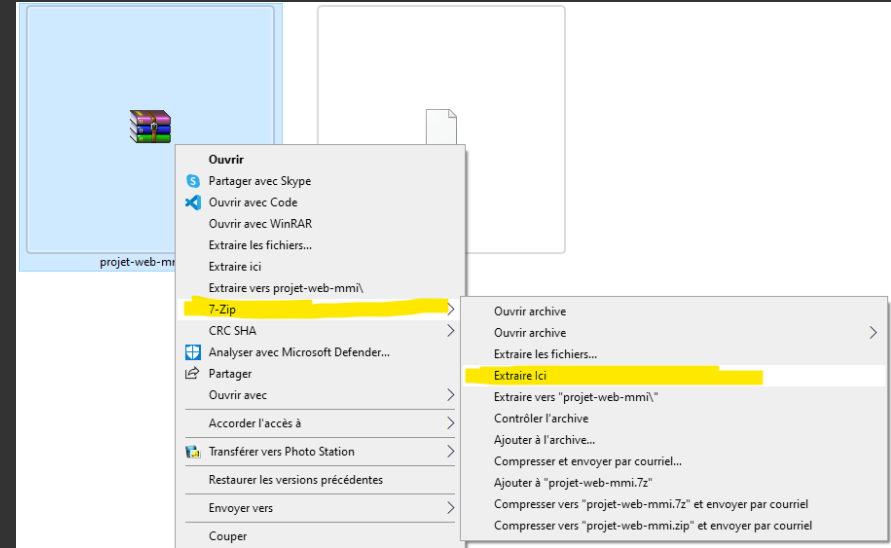 projet-web-m
Ouvrir
Partager avec Skype
Ouvrir avec Code
Ouvrir avec WinRAR
Extraire les fichiers...
Extraire ici
Extraire vers projet-web-mmi\
7-Zip
CRC SHA
Analyser avec Microsoft Defender...
Partager
Ouvrir avec
Accorder l'accès à
Transférer vers Photo Station
Restaurer les versions précédentes
Envoyer vers
Couper
Ouvrir archive
Ouvrir archive
Extraire les fichiers...
Extraire Ici
Extraire vers "projet-web-mmi\"
Contrôler l'archive
Ajouter à l'archive...
Compresser et envoyer par courriel...
Ajouter à "projet-web-mmi.7z"
Compresser vers "projet-web-mmi.7z" et envoyer par courriel
Compresser vers "projet-web-mmi.zip" et envoyer par courriel